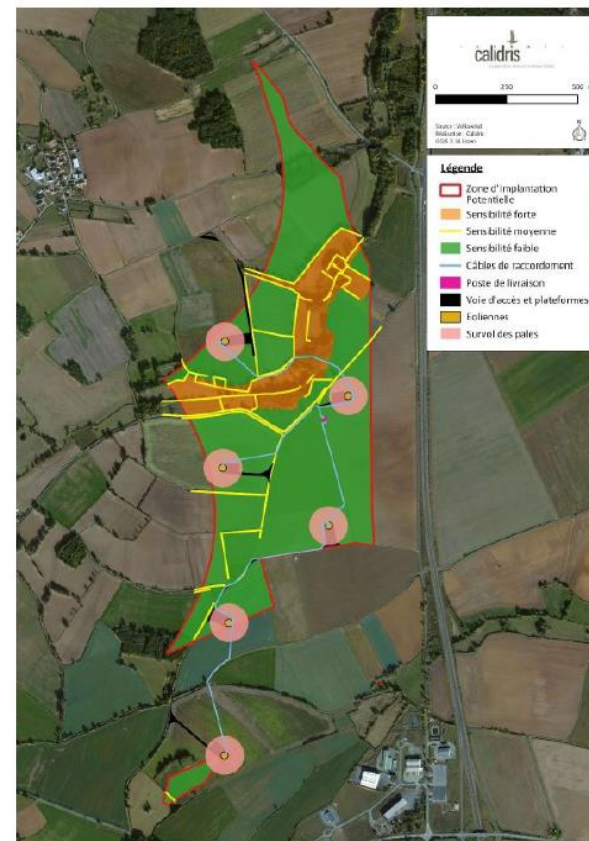 calidris
0 250 500
Légende
Zone d'Implantation
Potentielle
Sensibilité forte
Sensibilité moyenne
Sensibilité faible
Câbles de raccordement
Poste de livraison
Voie d'accès et plateformes
Eoliennes
Survol des pales